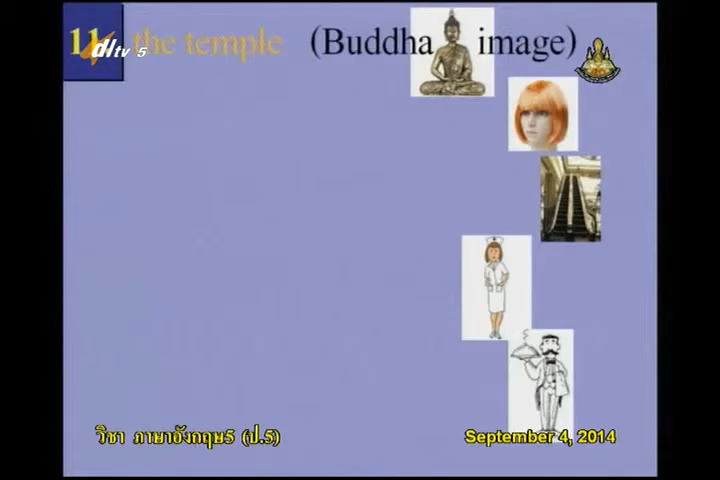 11. the temple (Buddha image)
dltv 5
วิชา ภาษาอังกฤษ5 (ป.5)
September 4, 2014